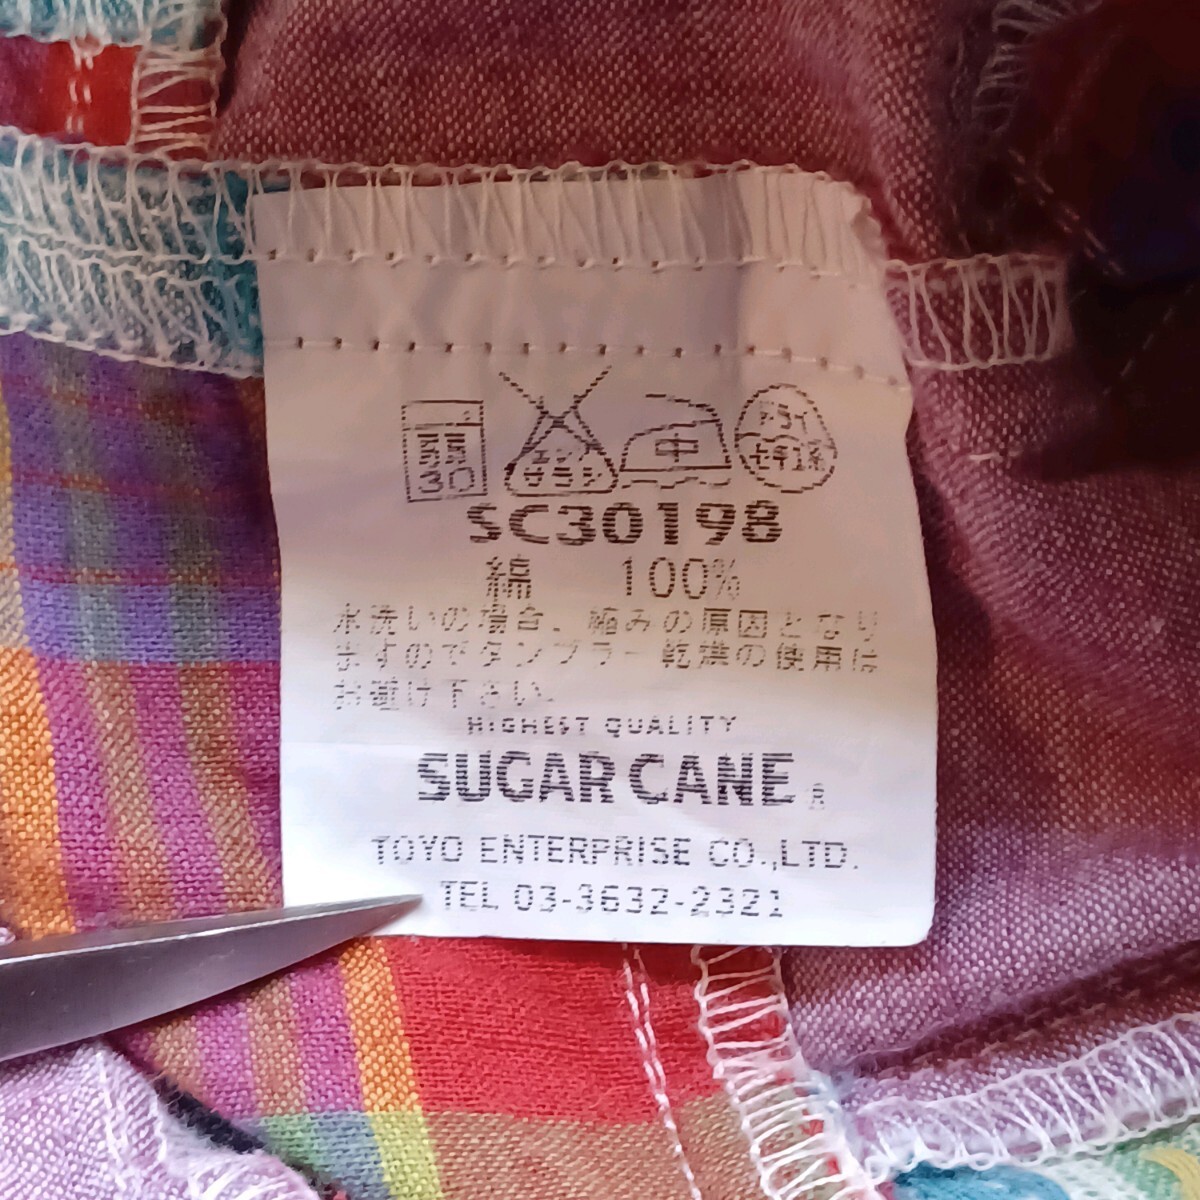 30
エンソ
サラシ
中
ドライ
セキユ系
SC30198
綿 100%
水洗いの場合、縮みの原因となり
ますのでタンブラー乾燥の使用は
お避け下さい。
HIGHEST QUALITY
SUGAR CANE®
TOYO ENTERPRISE CO.,LTD.
TEL 03-3632-2321